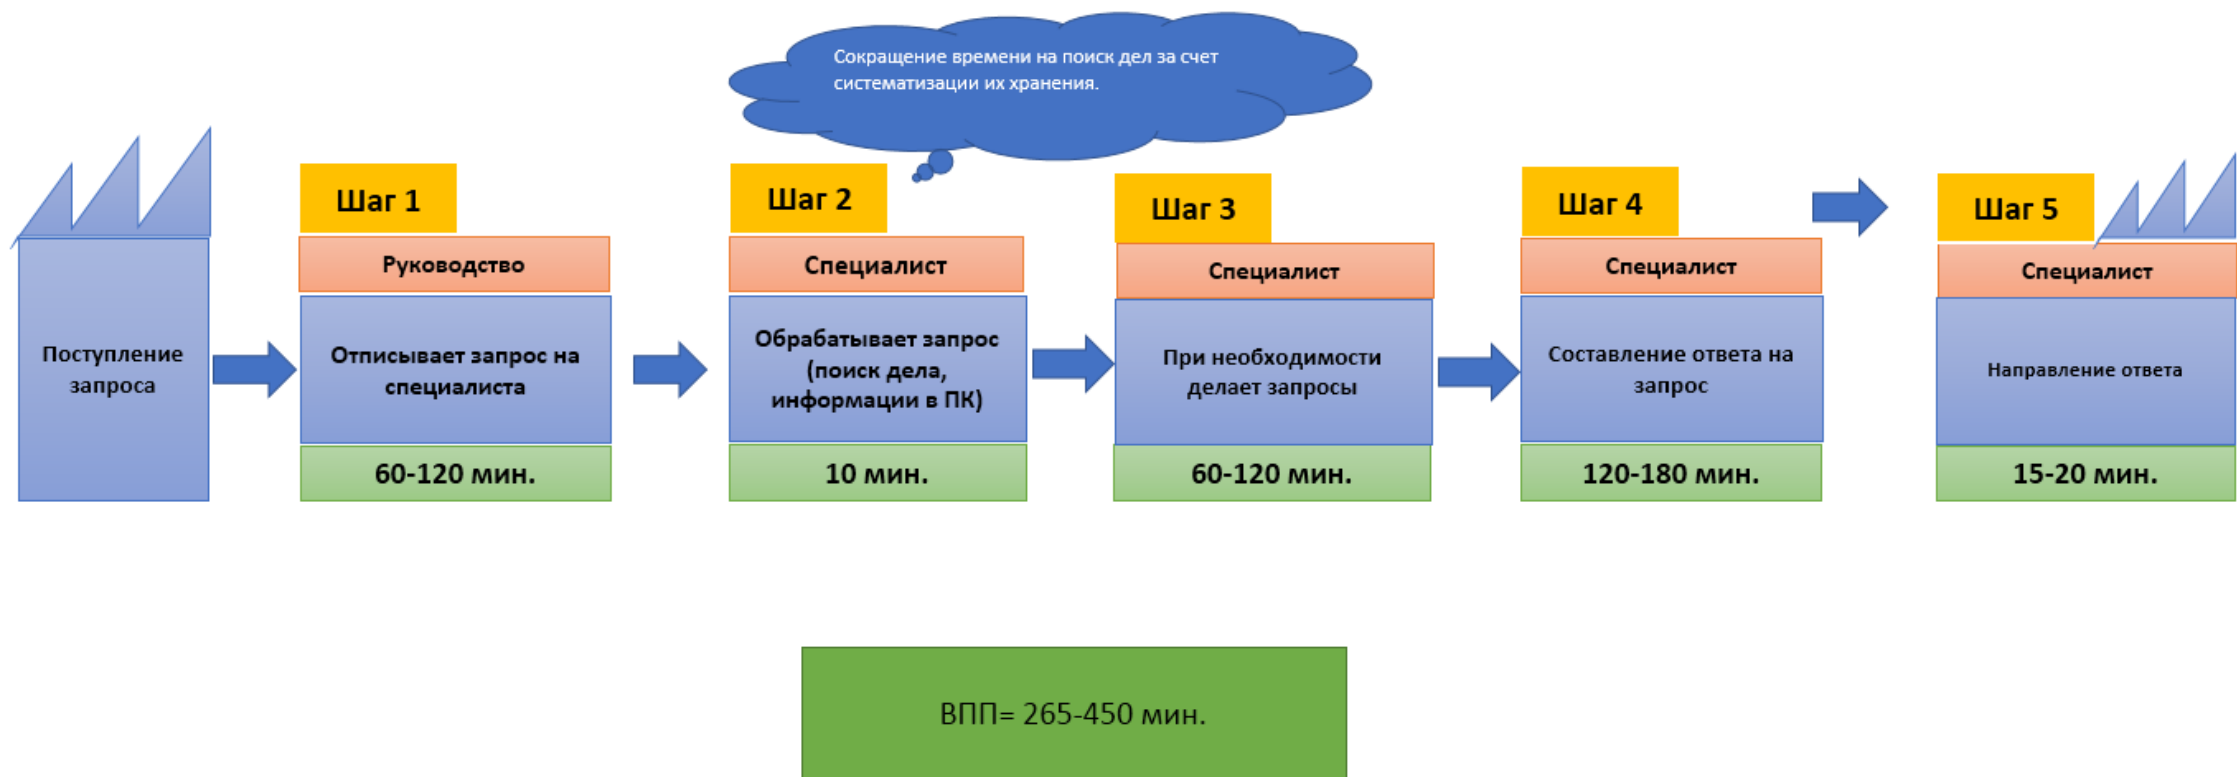 Сокращение времени на поиск дел за счет
систематизации их хранения.
Поступление
запроса
Шаг 1
Руководство
Отписывает запрос на
специалиста
60-120 мин.
Шаг 2
Специалист
Обрабатывает запрос
(поиск дела,
информации в ПК)
10 мин.
Шаг 3
Специалист
При необходимости
делает запросы
60-120 мин.
Шаг 4
Специалист
Составление ответа на
запрос
120-180 мин.
Шаг 5
Специалист
Направление ответа
15-20 мин.
ВПП= 265-450 мин.